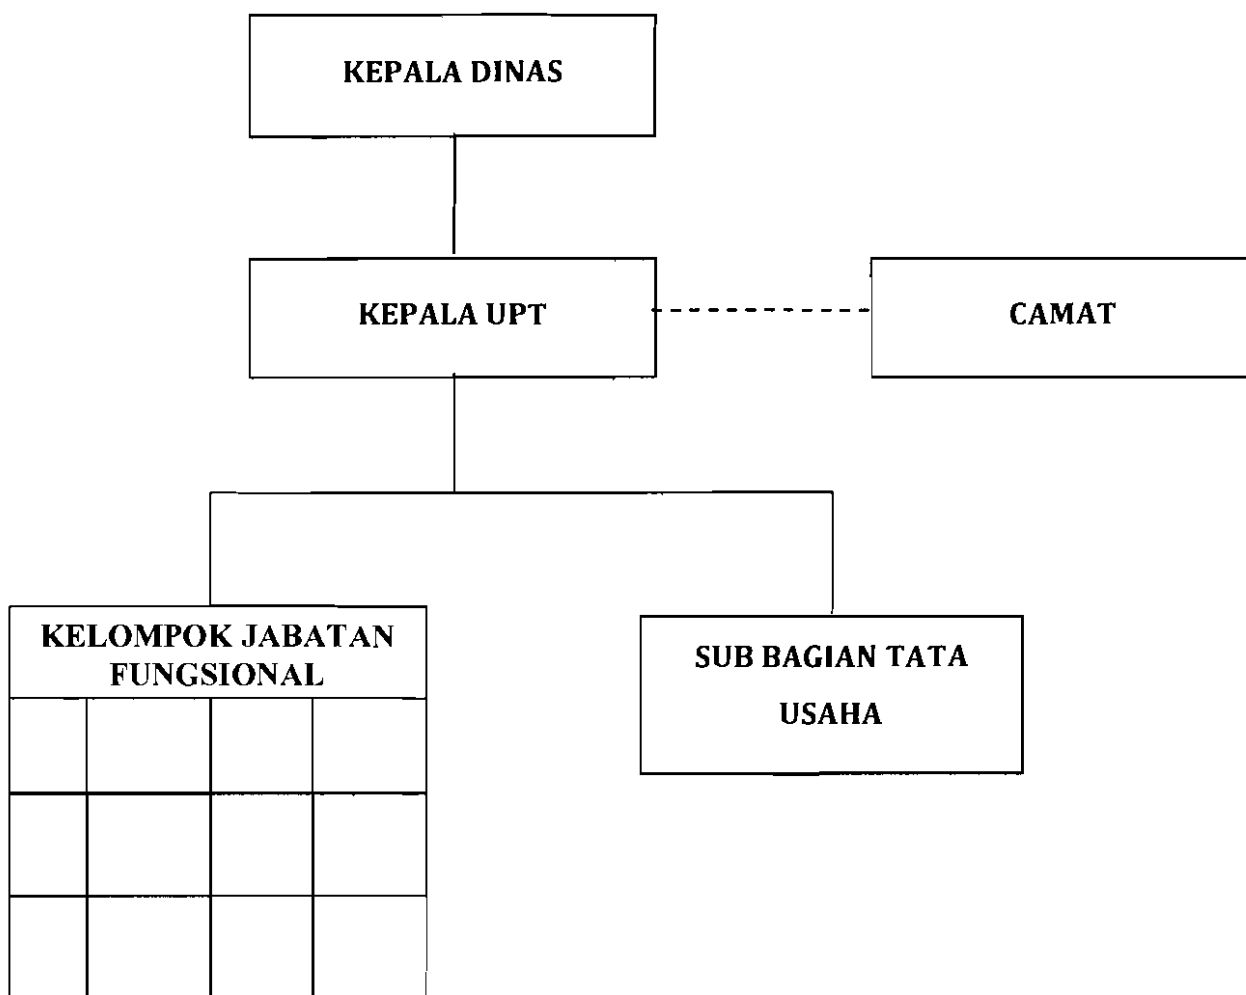 KEPALA DINAS
KEPALA UPT
CAMAT
KELOMPOK JABATAN
FUNGSIONAL
SUB BAGIAN TATA
USAHA